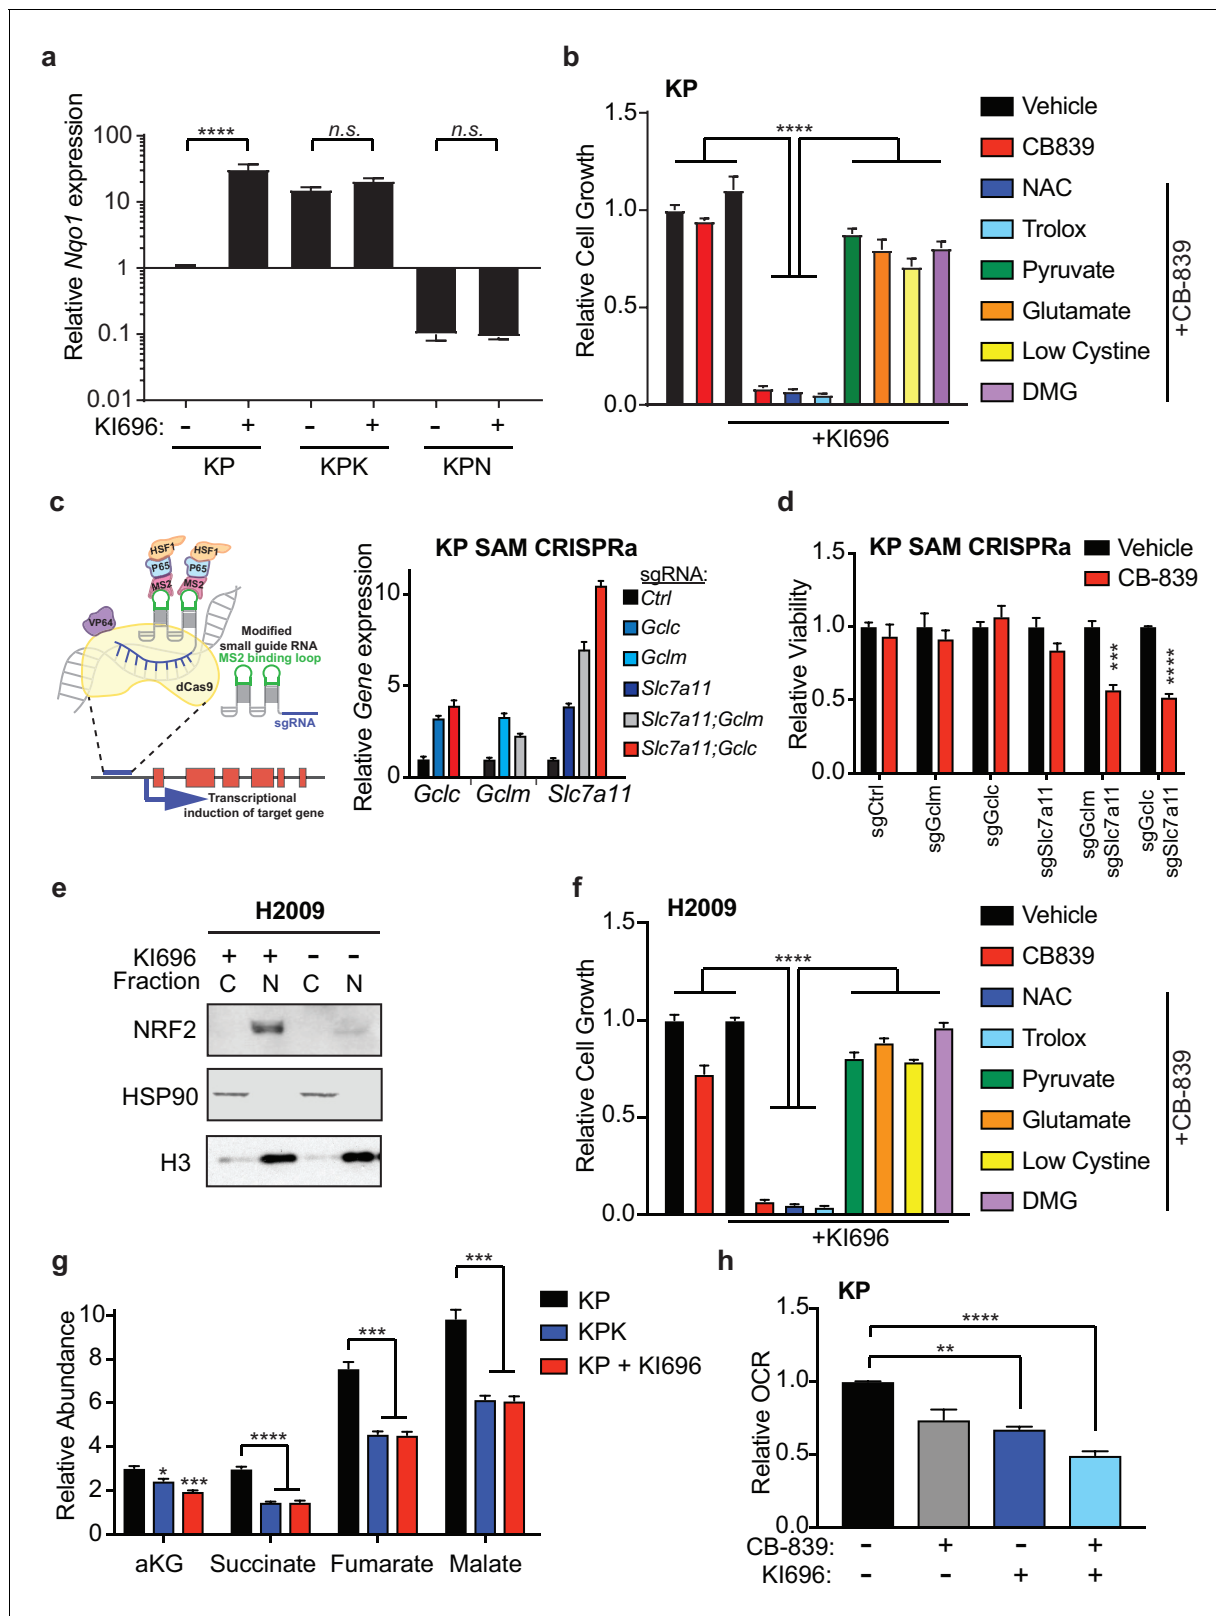 a
Relative Nqo1 expression
100
10
1
0.1
0.01
****
n.s.
n.s.
KI696:
- + - + - +
KP KPK KPN
b
KP
Relative Cell Growth
1.5
1.0
0.5
0.0
****
+KI696
Vehicle
CB839
NAC
Trolox
Pyruvate
Glutamate
Low Cystine
DMG
+CB-839
c
HSF1 HSF1
P65 P65
MS2 MS2
VP64
Modified
small guide RNA
MS2 binding loop
dCas9
sgRNA
Transcriptional
induction of target gene
KP SAM CRISPRa
Relative Gene expression
10
5
0
Gclc Gclm Slc7a11
sgRNA:
Ctrl
Gclc
Gclm
Slc7a11
Slc7a11;Gclm
Slc7a11;Gclc
d
KP SAM CRISPRa
Relative Viability
1.5
1.0
0.5
0.0
***
****
Vehicle
CB-839
sgCtrl
sgGclm
sgGclc
sgSlc7a11
sgGclm
sgSlc7a11
sgGclc
sgSlc7a11
e
H2009
KI696 + + - -
Fraction C N C N
NRF2
HSP90
H3
f
H2009
Relative Cell Growth
1.5
1.0
0.5
0.0
****
+KI696
Vehicle
CB839
NAC
Trolox
Pyruvate
Glutamate
Low Cystine
DMG
+CB-839
g
Relative Abundance
10
8
6
4
2
0
* ***
****
***
***
aKG Succinate Fumarate Malate
KP
KPK
KP + KI696
h
KP
Relative OCR
1.5
1.0
0.5
0.0
****
**
CB-839: - + - +
KI696: - - + +